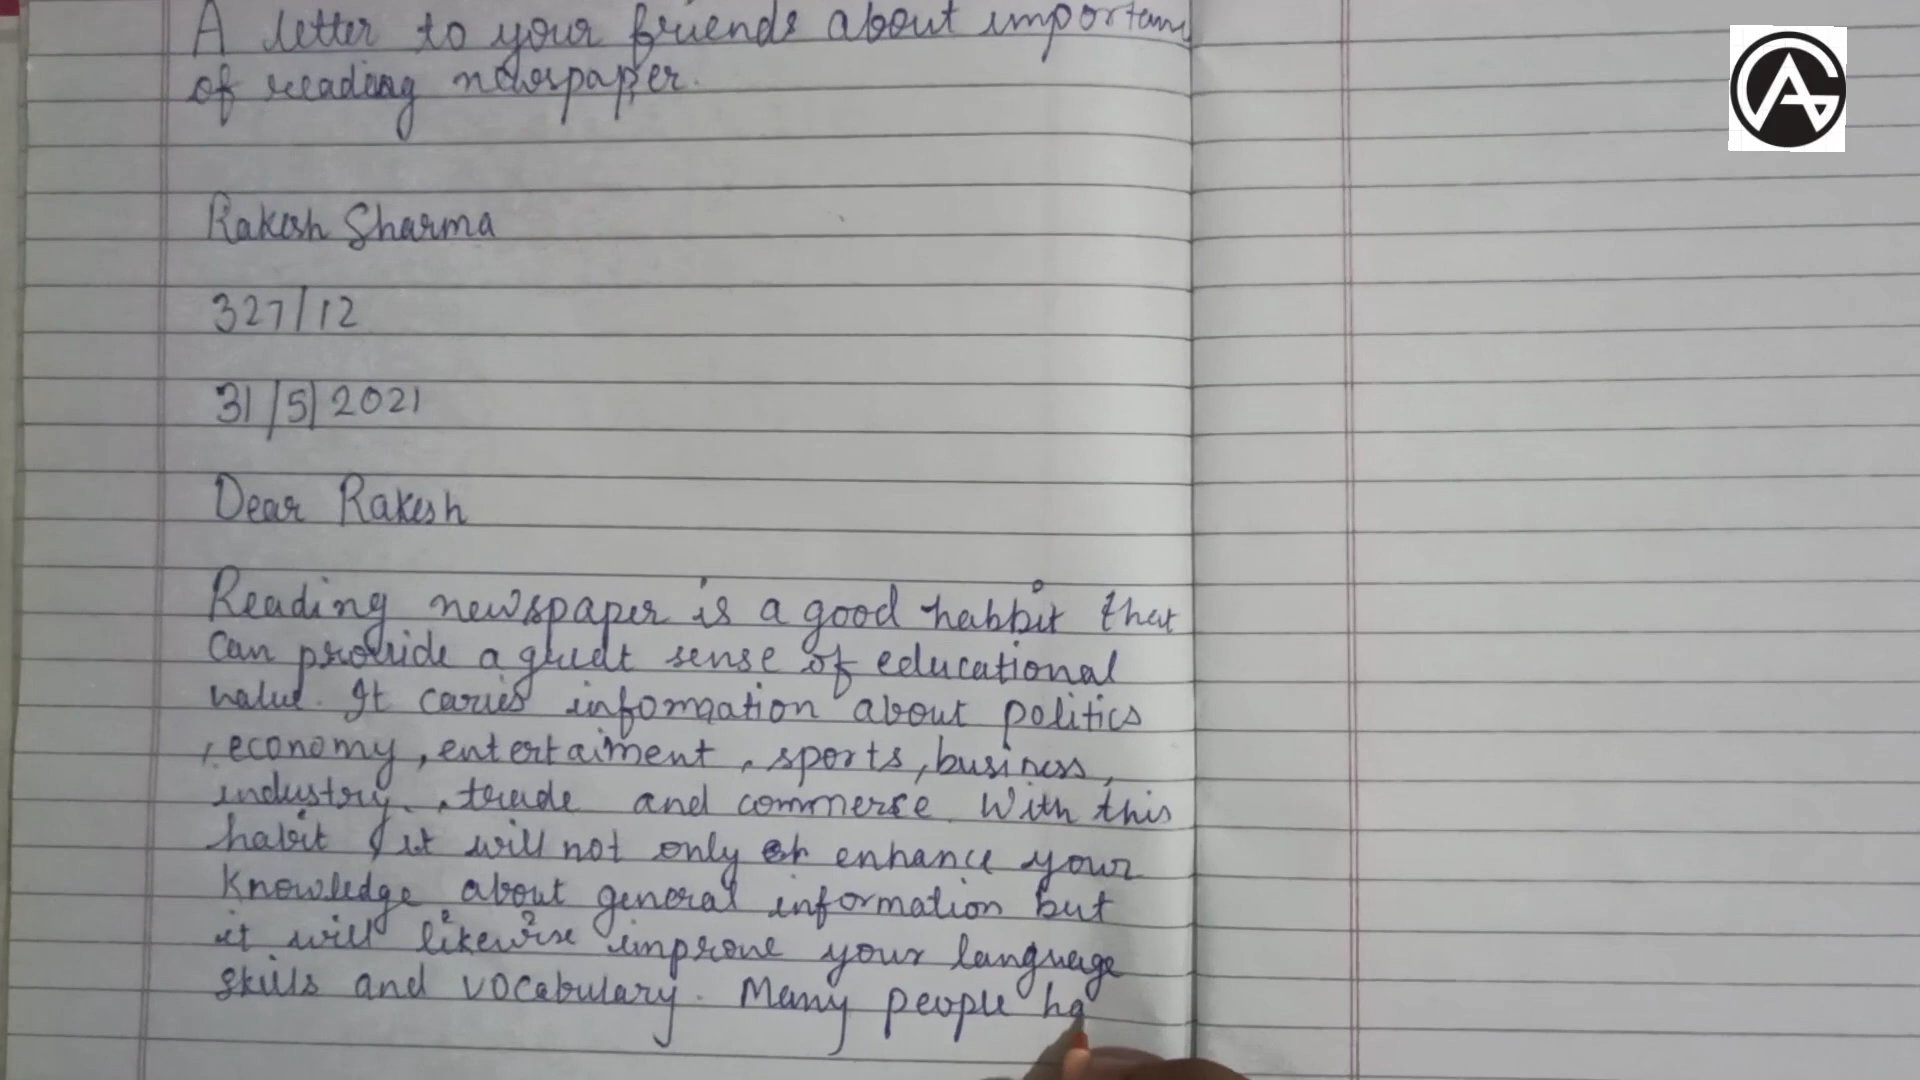 A letter to your friends about importan
of reading newspaper.
Rakesh Sharma
327/12
31/5/2021
Dear Rakesh
Reading newspaper is a good habbit that
can provide a great sense of educational
value. It caries infomation about politics
, economy, entertaiment, sports, business,
industry, trade and commerse. With this
habit it will not only enhance your
knowledge about general information but
it will likewise improve your language
skills and vocabulary. Many people ha
AG